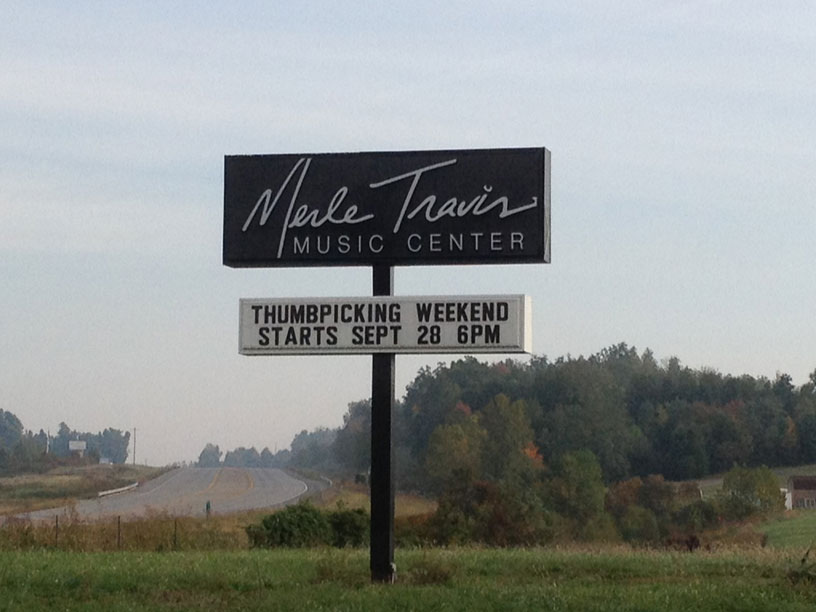 Merle Travis
MUSIC CENTER
THUMBPICKING WEEKEND
STARTS SEPT 28 6PM